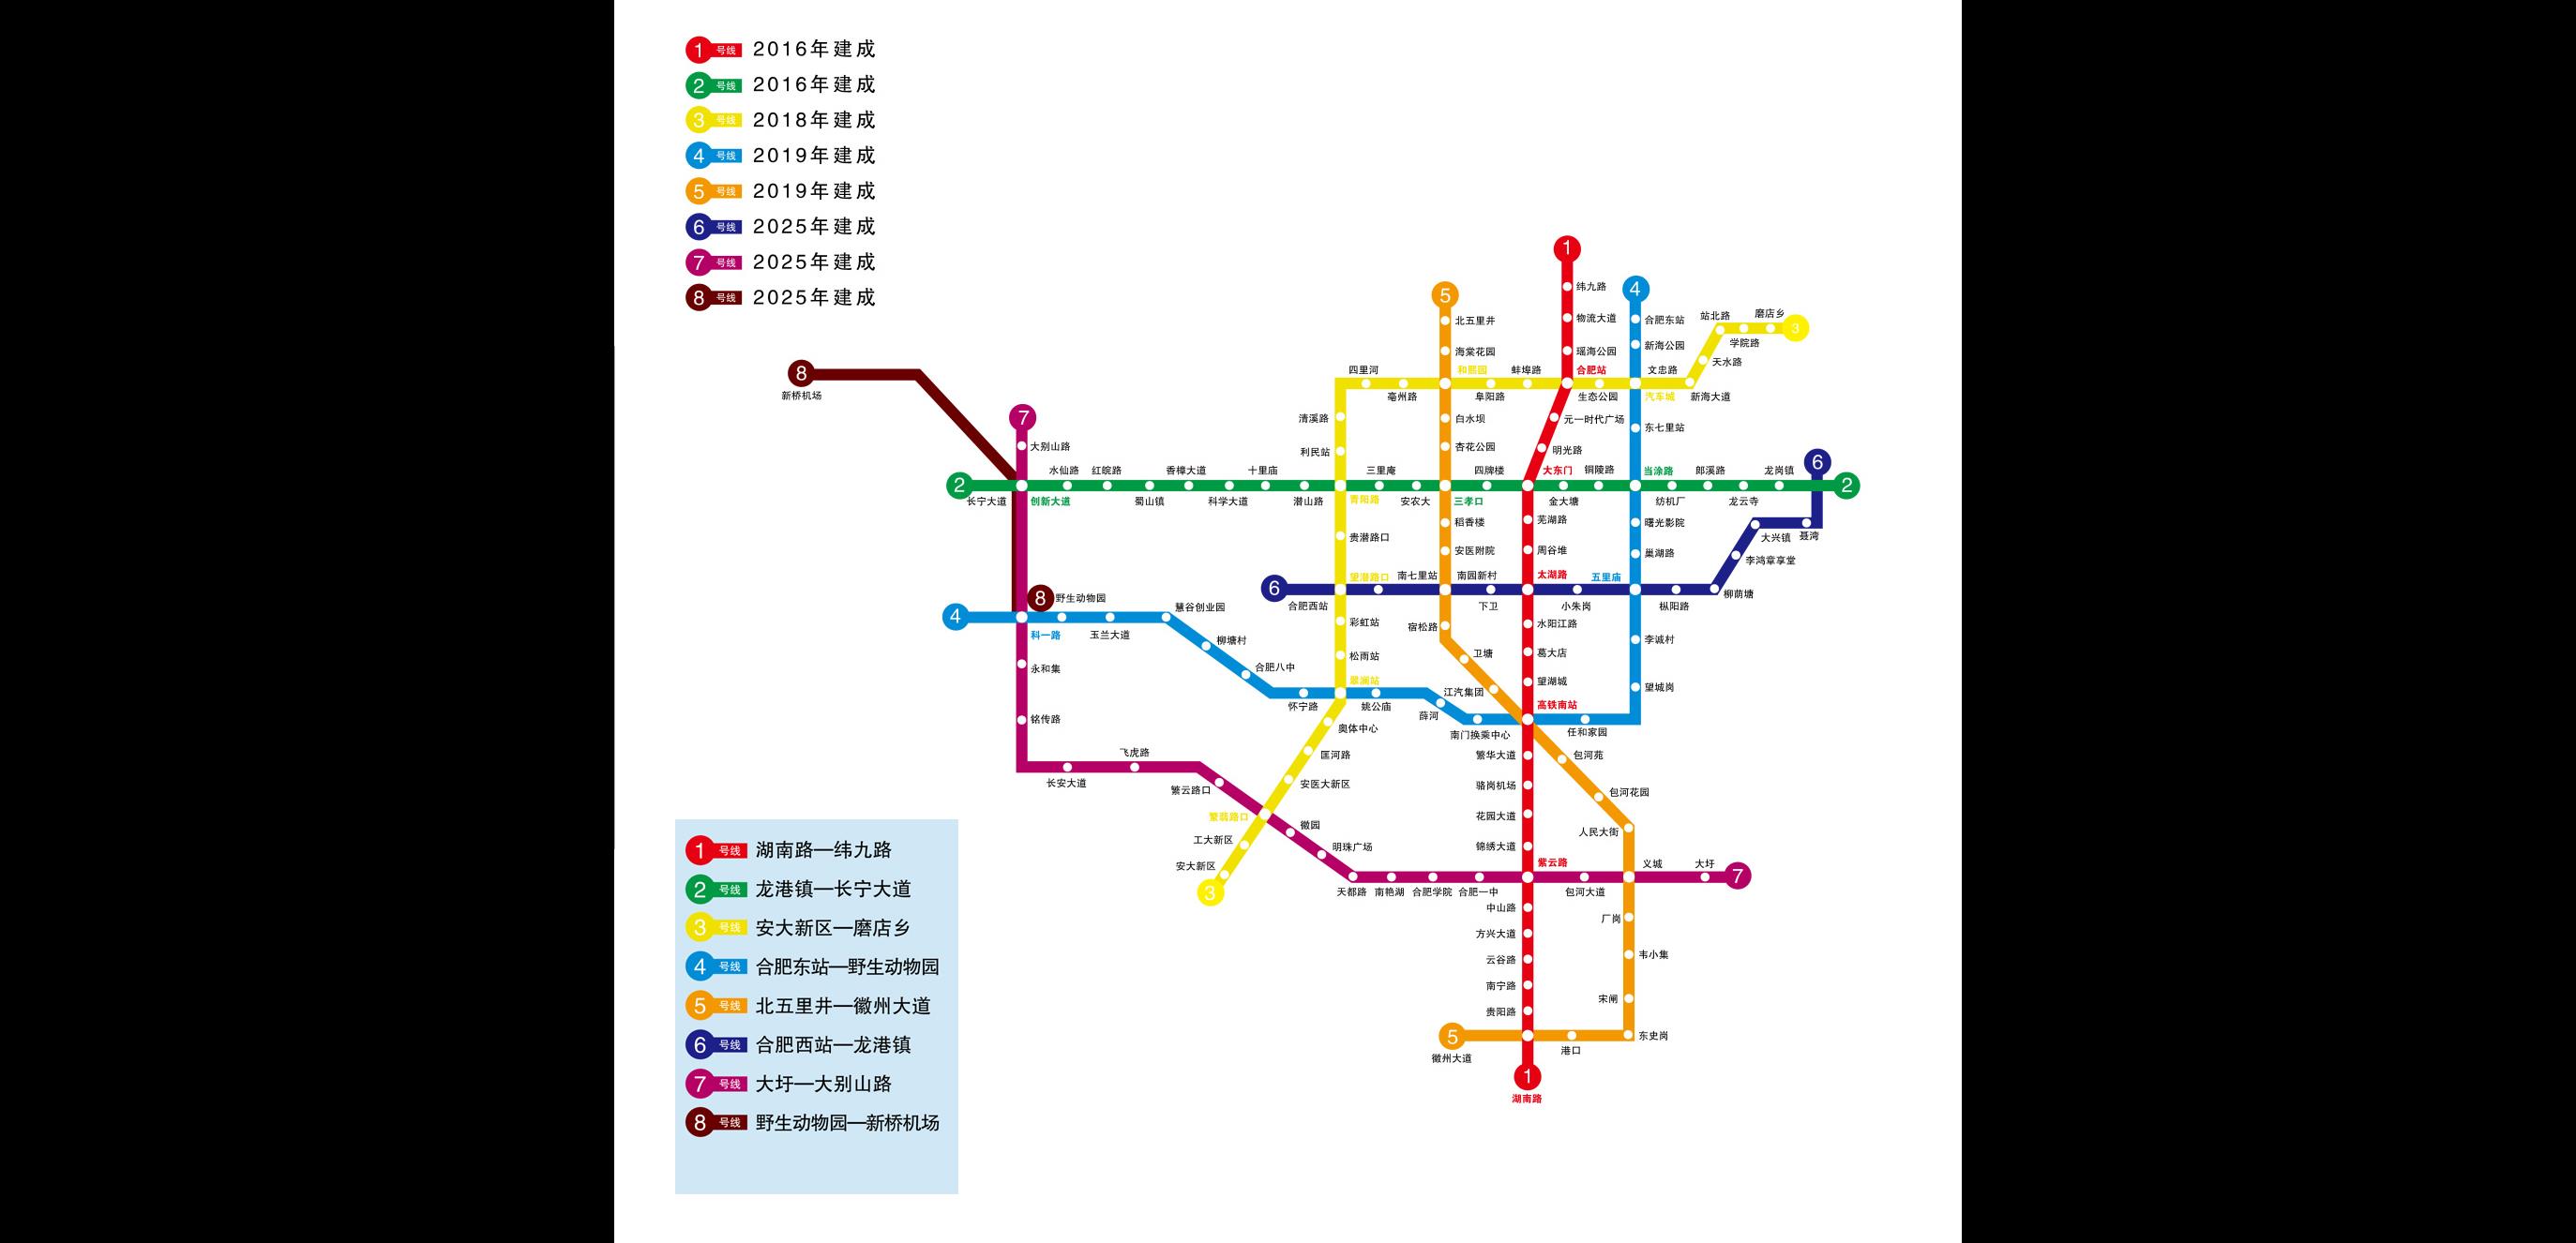 1号线 2016年建成
2号线 2016年建成
3号线 2018年建成
4号线 2019年建成
5号线 2019年建成
6号线 2025年建成
7号线 2025年建成
8号线 2025年建成
1
纬九路
物流大道
瑶海公园
合肥站
元一时代广场
明光路
大东门
芜湖路
周谷堆
太湖路
水阳江路
葛大店
望湖城
高铁南站
繁华大道
骆岗机场
花园大道
锦绣大道
紫云路
中山路
方兴大道
云谷路
南宁路
贵阳路
1
湖南路
2
长宁大道
创新大道
水仙路
红皖路
蜀山镇
香樟大道
科学大道
十里庙
潜山路
青阳路
三里庵
安农大
三孝口
四牌楼
金大塘
铜陵路
当涂路
纺机厂
郎溪路
龙云寺
龙岗镇
2
3
磨店乡
学院路
站北路
天水路
新海大道
汽车城
文忠路
生态公园
蚌埠路
阜阳路
和熙园
亳州路
四里河
清溪路
利民站
贵潜路口
望潜路口
彩虹站
松雨站
翠澜站
奥体中心
匡河路
安医大新区
繁翡路口
工大新区
安大新区
3
4
合肥东站
新海公园
东七里站
曙光影院
巢湖路
五里庙
李诚村
望城岗
任和家园
南门换乘中心
薛河
姚公庙
怀宁路
合肥八中
柳塘村
慧谷创业园
玉兰大道
野生动物园
科一路
4
5
北五里井
海棠花园
白水坝
杏花公园
稻香楼
安医附院
南七里站
宿松路
卫塘
江汽集团
包河苑
包河花园
人民大街
义城
厂岗
韦小集
宋闸
东史岗
港口
5
徽州大道
6
合肥西站
南园新村
下卫
小朱岗
枞阳路
柳荫塘
李鸿章享堂
大兴镇
聂湾
6
7
大别山路
永和集
铭传路
长安大道
飞虎路
繁云路口
徽园
明珠广场
天都路
南艳湖
合肥学院
合肥一中
包河大道
大圩
7
8
新桥机场
8
1号线 湖南路—纬九路
2号线 龙港镇—长宁大道
3号线 安大新区—磨店乡
4号线 合肥东站—野生动物园
5号线 北五里井—徽州大道
6号线 合肥西站—龙港镇
7号线 大圩—大别山路
8号线 野生动物园—新桥机场